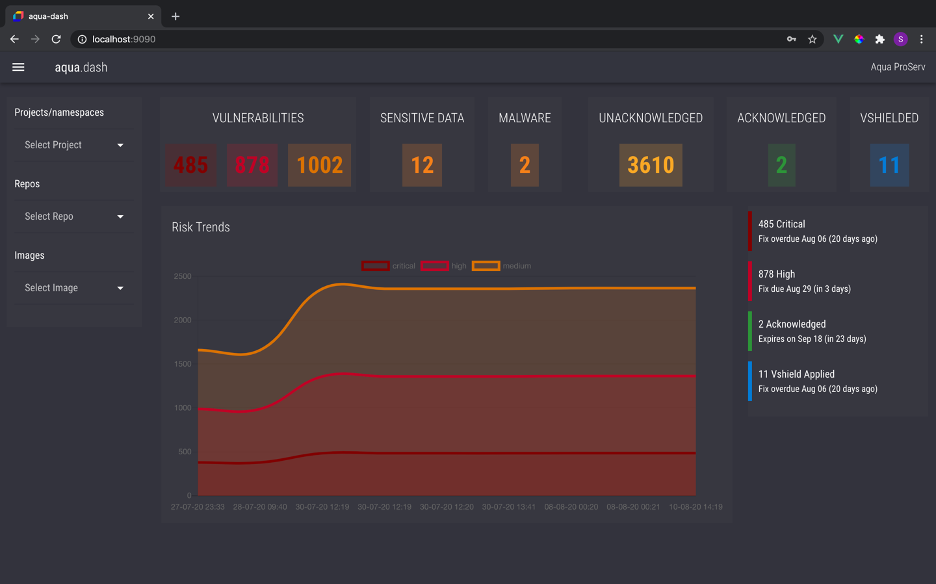 aqua-dash
localhost:9090
S
aqua.dash
Aqua ProServ
Projects/namespaces
Select Project
Repos
Select Repo
Images
Select Image
VULNERABILITIES
485 878 1002
SENSITIVE DATA
12
MALWARE
2
UNACKNOWLEDGED
3610
ACKNOWLEDGED
2
VSHIELDED
11
Risk Trends
critical high medium
2500
2000
1500
1000
500
0
27-07-20 23:30 28-07-20 09:40 30-07-20 12:19 30-07-20 12:19 30-07-20 12:20 30-07-20 13:41 08-08-20 00:20 08-08-20 00:21 10-08-20 14:19
485 Critical
Fix overdue Aug 06 (20 days ago)
878 High
Fix due Aug 29 (in 3 days)
2 Acknowledged
Expires on Sep 18 (in 23 days)
11 Vshield Applied
Fix overdue Aug 06 (20 days ago)